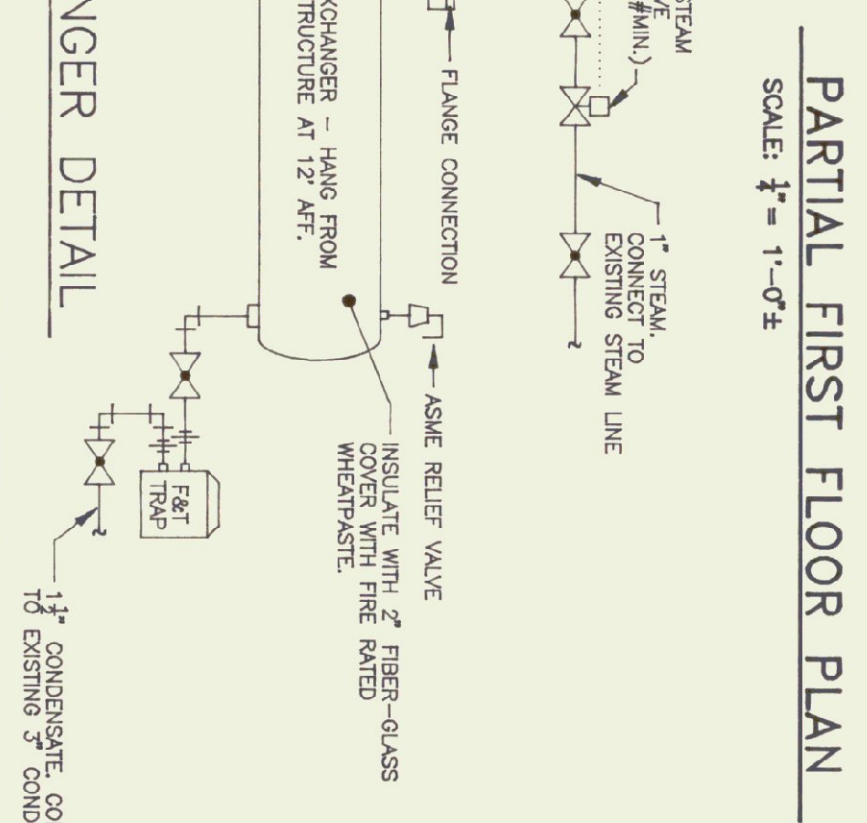 PARTIAL FIRST FLOOR PLAN
SCALE: ¼" = 1'-0"±
STEAM
#MIN.)
1" STEAM.
CONNECT TO
EXISTING STEAM LINE
FLANGE CONNECTION
ASME RELIEF VALVE
INSULATE WITH 2" FIBER-GLASS
COVER WITH FIRE RATED
WHEATPASTE.
XCHANGER - HANG FROM
TRUCTURE AT 12' AFF.
F&T
TRAP
NGER DETAIL
1½" CONDENSATE. CO
TO EXISTING 3" COND